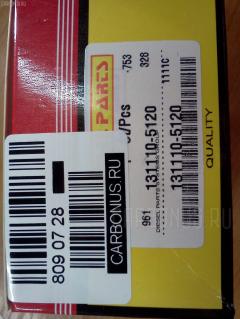 PARTS
/Pcs
-753
328
1111C
131110-5120
131110-5120
961
QUALITY
809 07 28
CARBONUS.RU